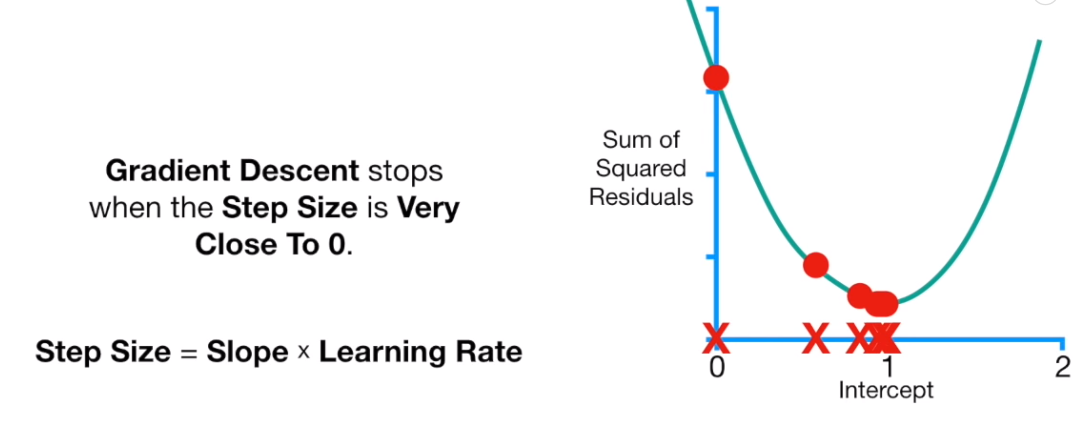 Gradient Descent stops
when the Step Size is Very
Close To 0.
Step Size = Slope x Learning Rate
Sum of
Squared
Residuals
X X X X X
0 1 2
Intercept